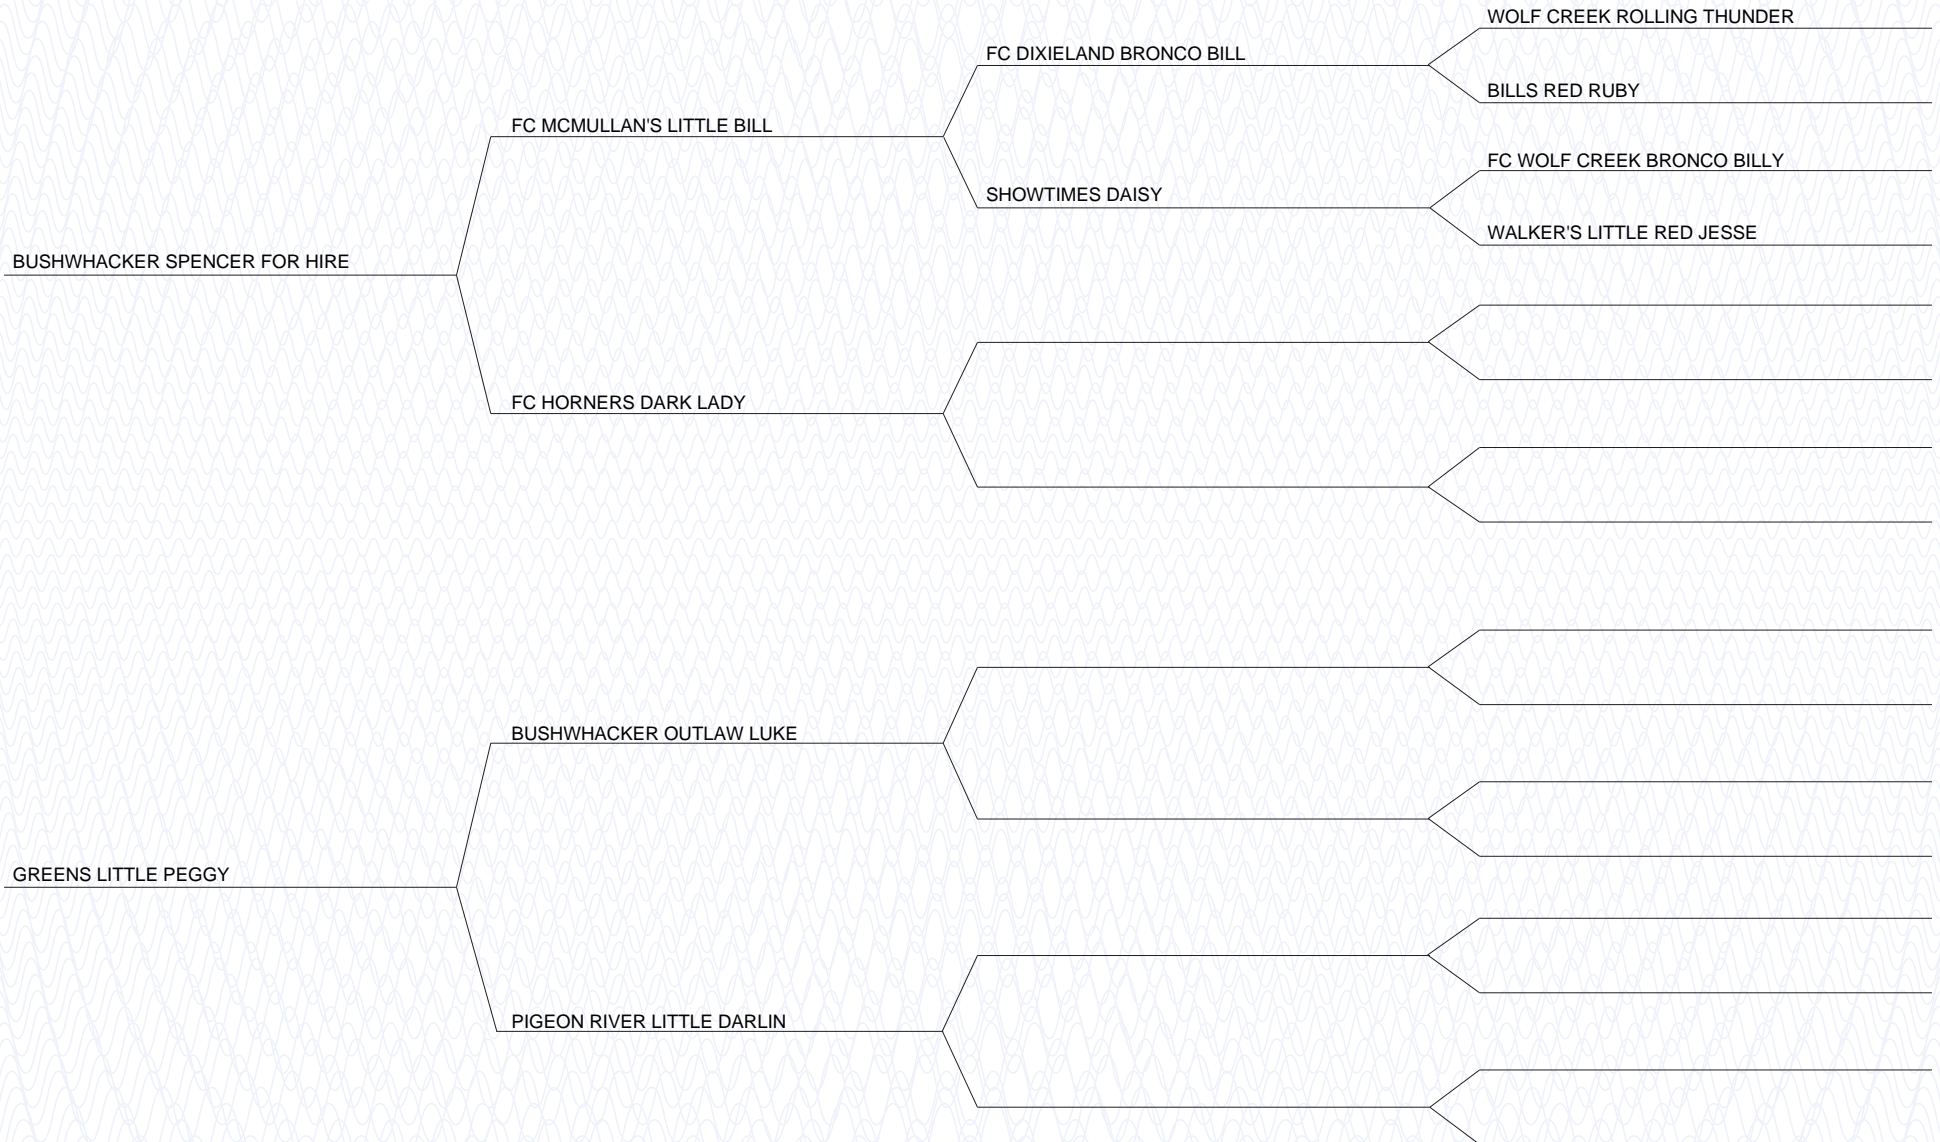 WOLF CREEK ROLLING THUNDER
FC DIXIELAND BRONCO BILL
BILLS RED RUBY
FC MCMULLAN'S LITTLE BILL
FC WOLF CREEK BRONCO BILLY
SHOWTIMES DAISY
WALKER'S LITTLE RED JESSE
BUSHWHACKER SPENCER FOR HIRE
FC HORNERS DARK LADY
BUSHWHACKER OUTLAW LUKE
GREENS LITTLE PEGGY
PIGEON RIVER LITTLE DARLIN